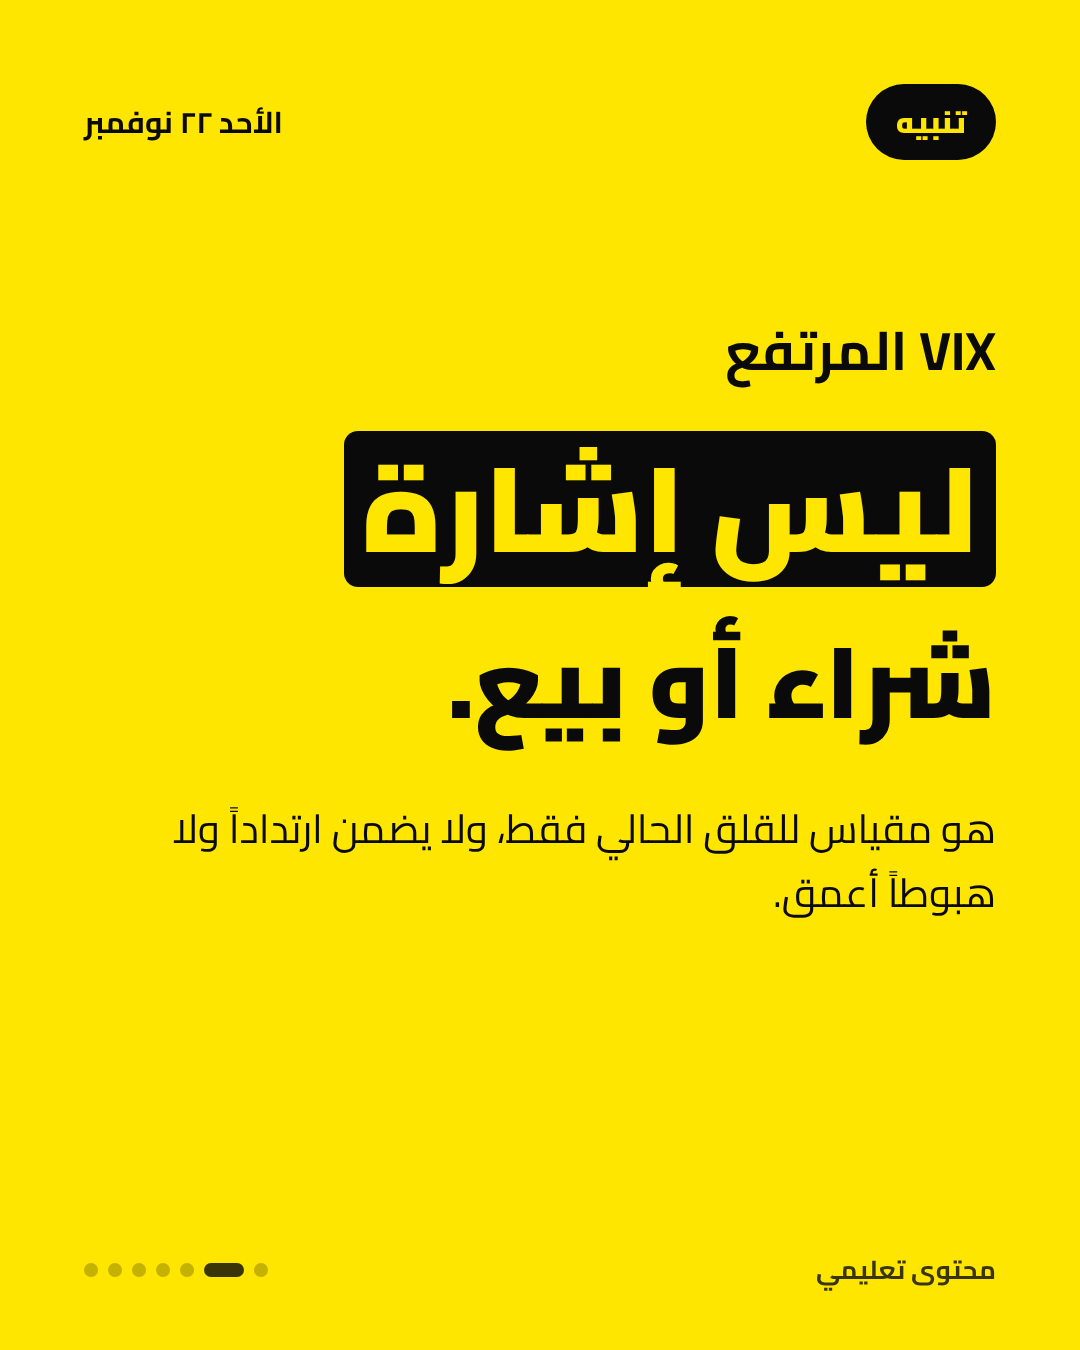 تنبيه
الأحد ٢٢ نوفمبر
VIX المرتفع
ليس إشارة
شراء أو بيع.
هو مقياس للقلق الحالي فقط، ولا يضمن ارتداداً ولا
هبوطاً أعمق.
محتوى تعليمي